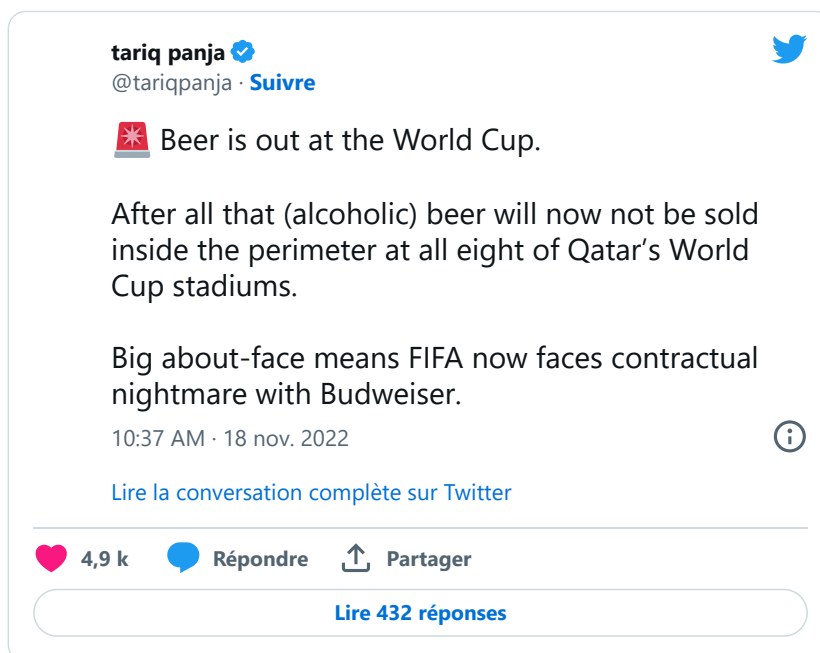 tariq panja
@tariqpanja · Suivre
🚨 Beer is out at the World Cup.
After all that (alcoholic) beer will now not be sold
inside the perimeter at all eight of Qatar's World
Cup stadiums.
Big about-face means FIFA now faces contractual
nightmare with Budweiser.
10:37 AM · 18 nov. 2022
Lire la conversation complète sur Twitter
4,9 k Répondre Partager
Lire 432 réponses